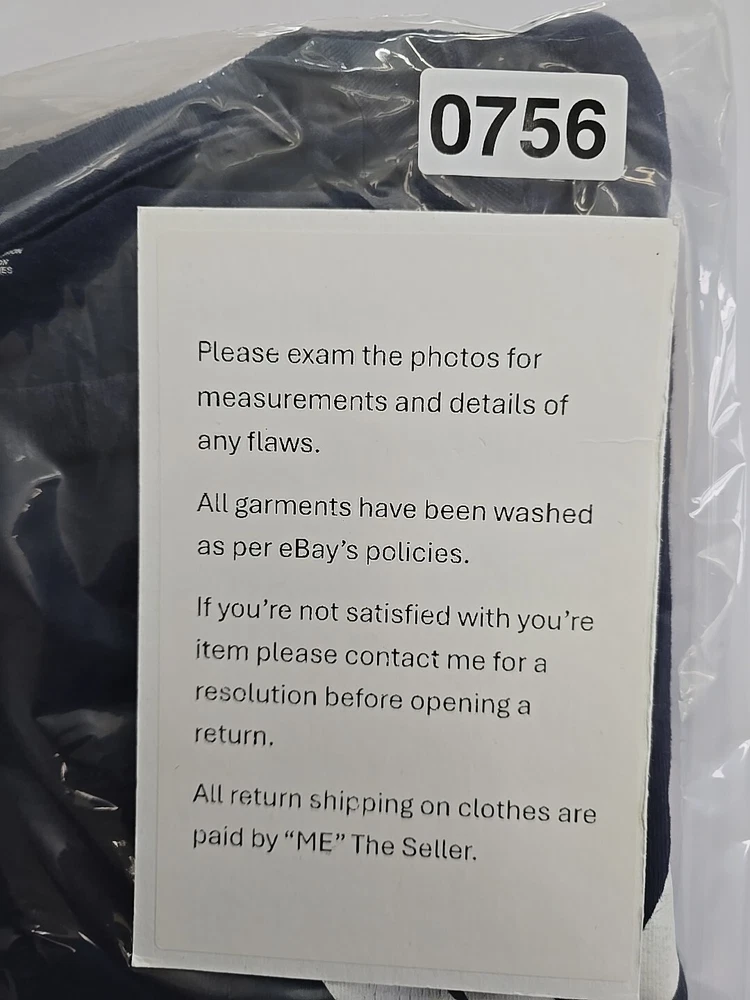 0756
Please exam the photos for
measurements and details of
any flaws.
All garments have been washed
as per eBay's policies.
If you're not satisfied with you're
item please contact me for a
resolution before opening a
return.
All return shipping on clothes are
paid by “ME” The Seller.